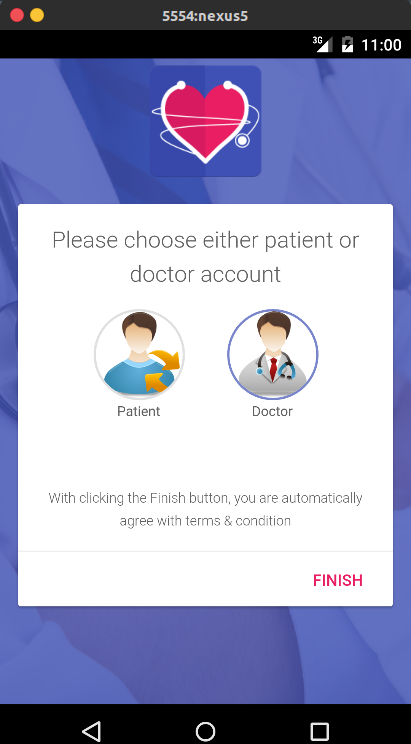 5554:nexus5
3G 11:00
Please choose either patient or
doctor account
Patient Doctor
With clicking the Finish button, you are automatically
agree with terms & condition
FINISH